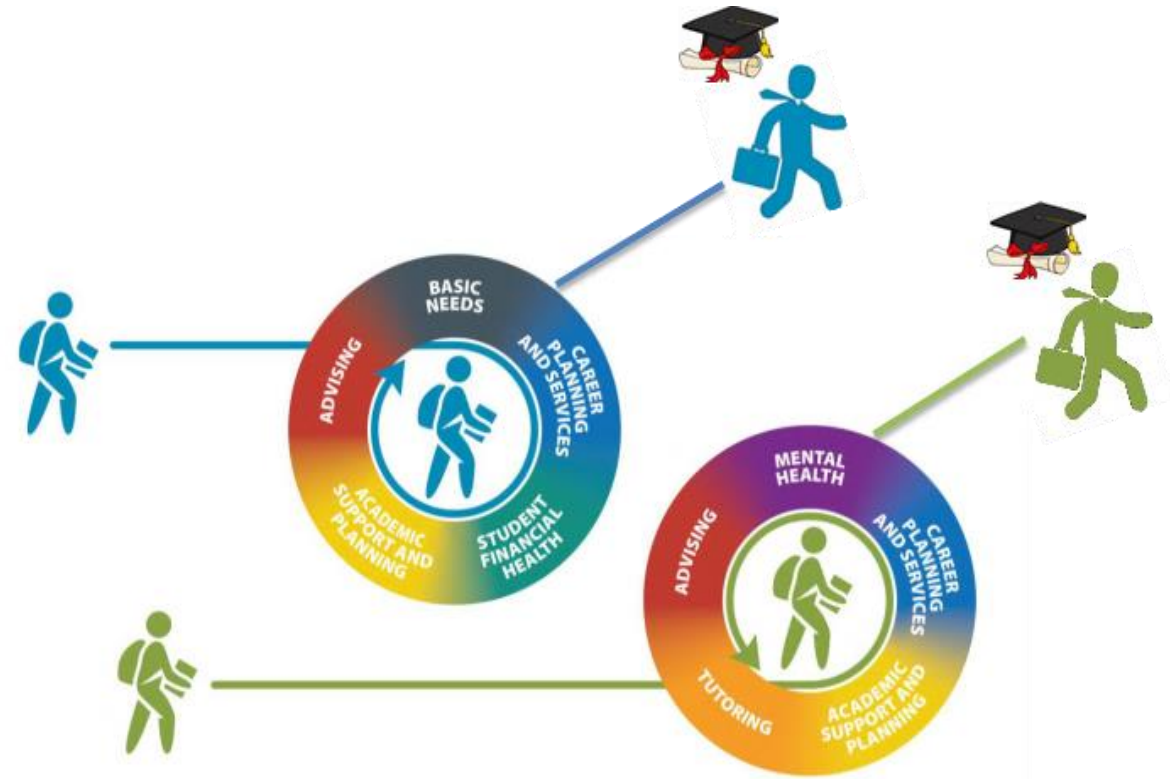 BASIC
NEEDS
CAREER
PLANNING
AND SERVICES
STUDENT
FINANCIAL
HEALTH
ACADEMIC
SUPPORT AND
PLANNING
ADVISING
MENTAL
HEALTH
CAREER
PLANNING
AND SERVICES
ACADEMIC
SUPPORT AND
PLANNING
TUTORING
ADVISING